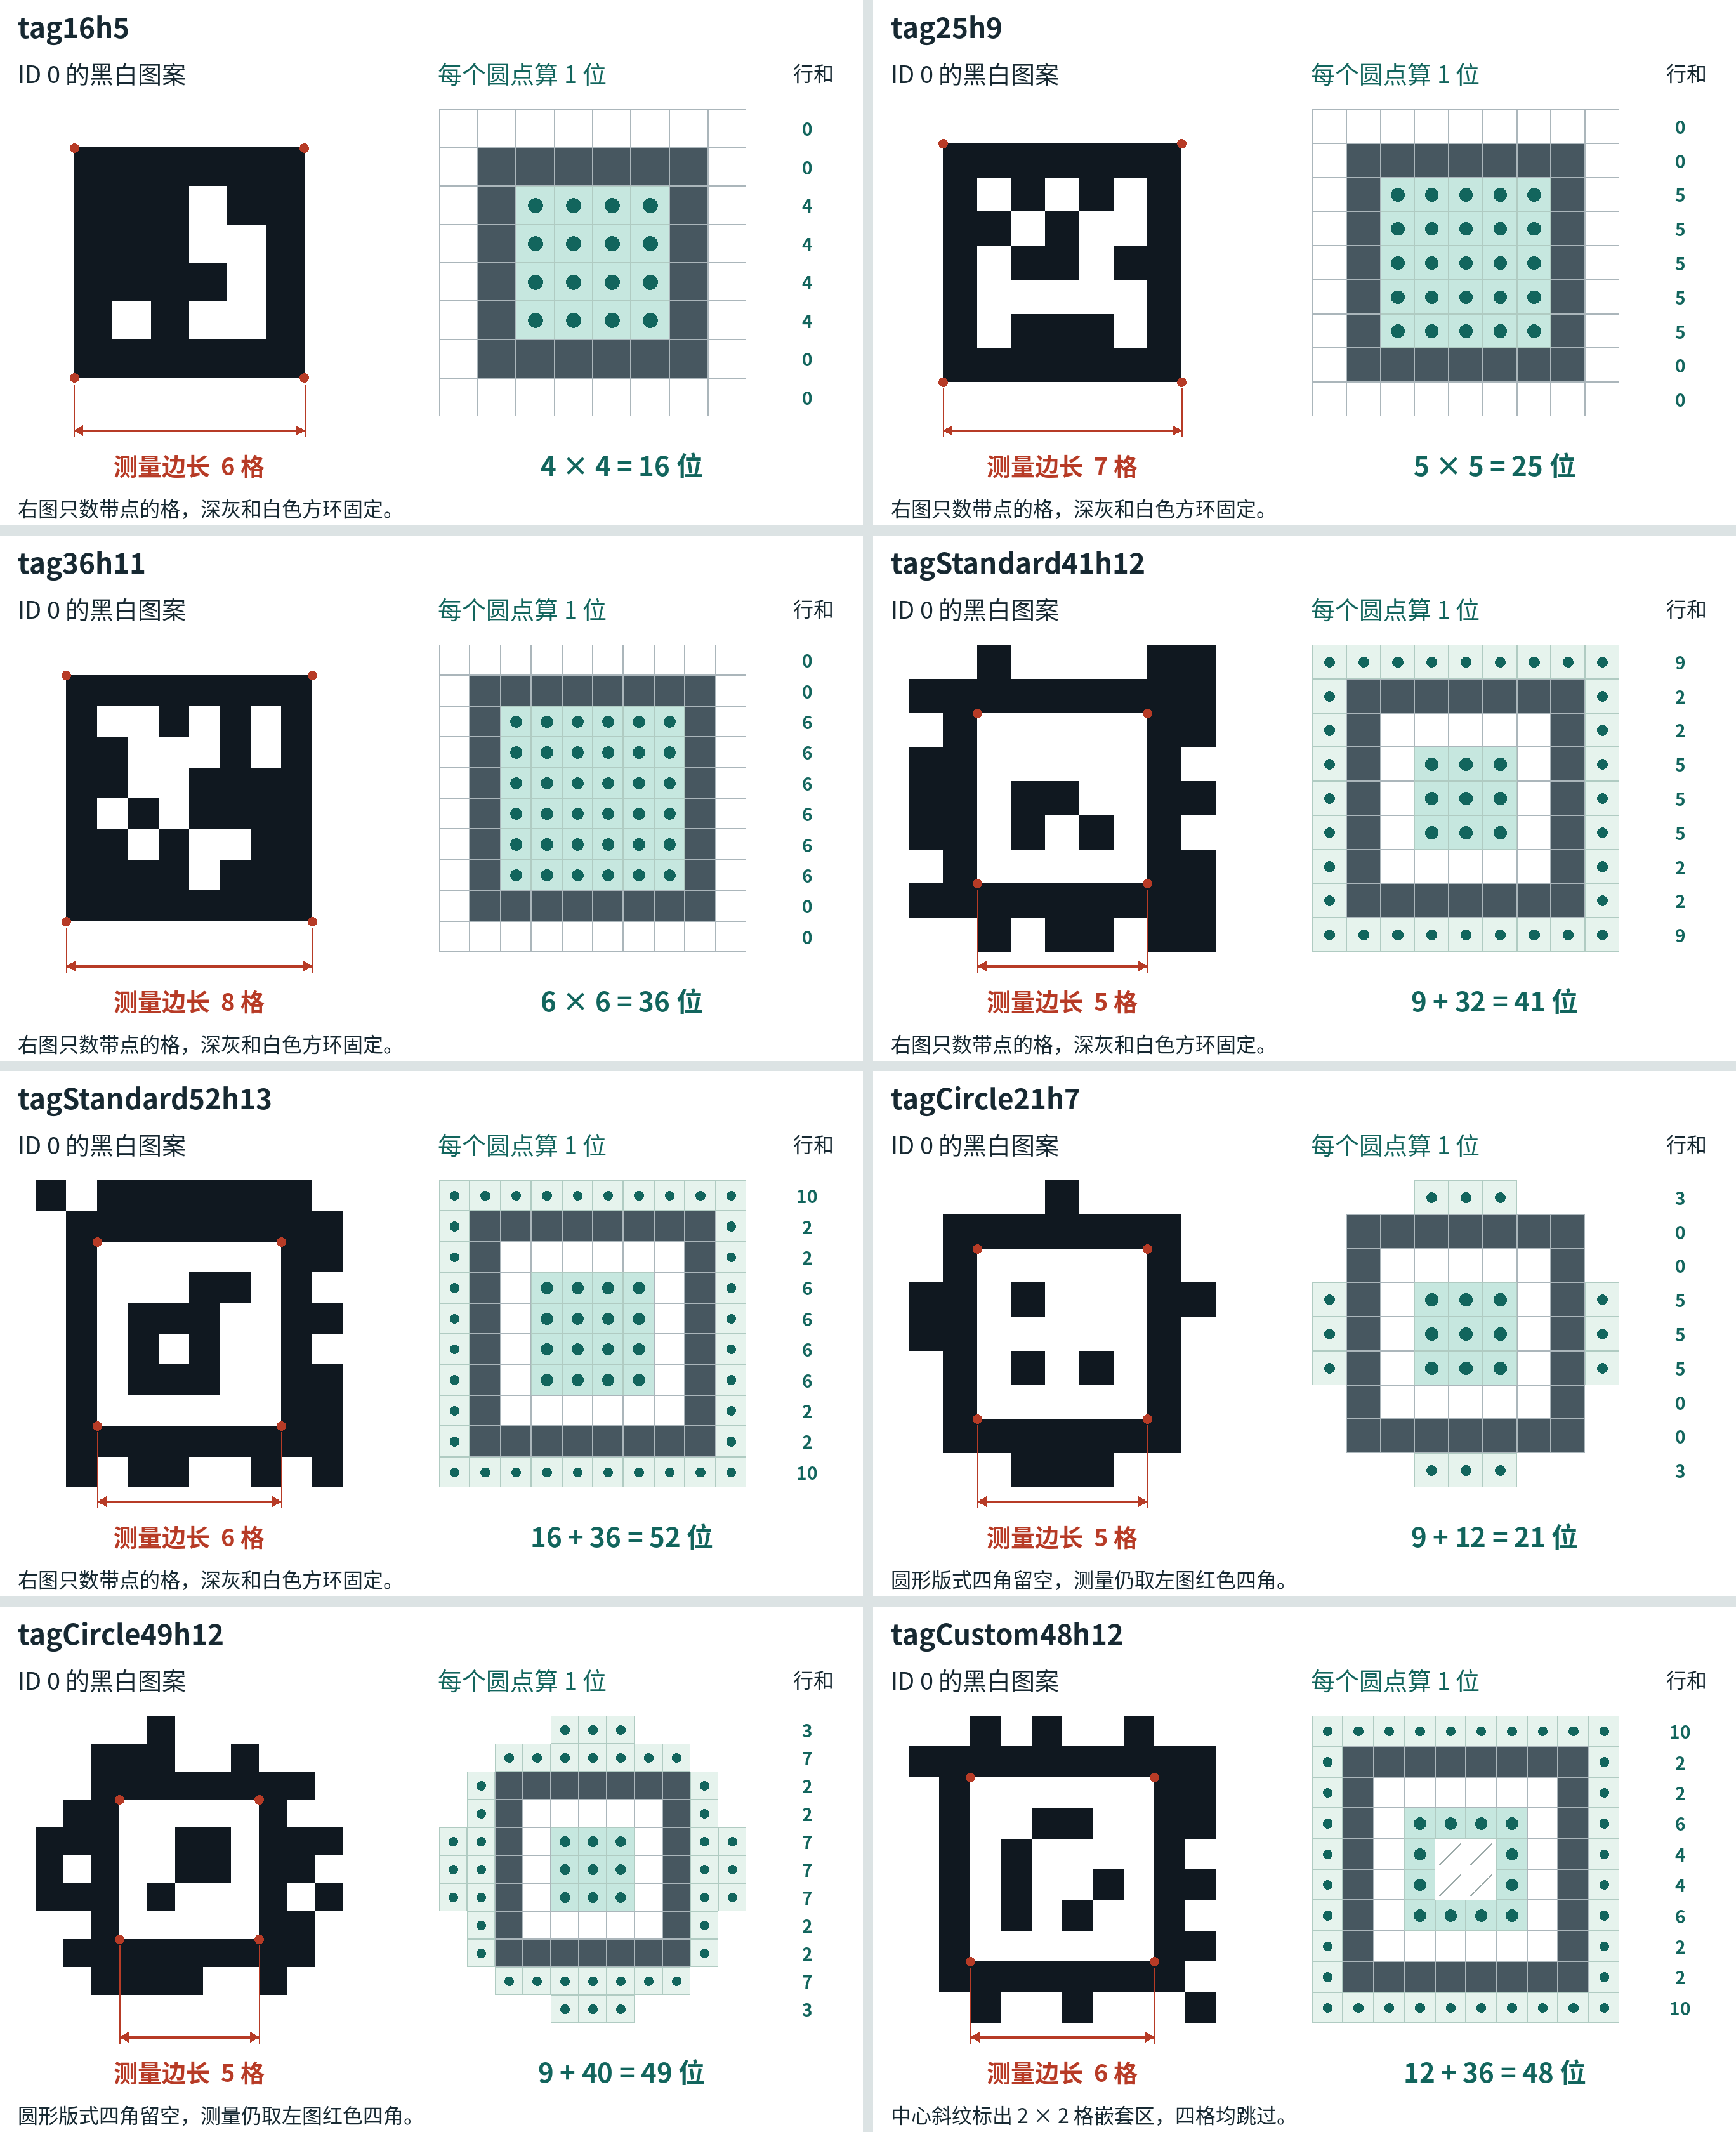 tag16h5
ID 0 的黑白图案
每个圆点算 1 位
行和
0
0
4
4
4
4
0
0
测量边长 6 格
4 × 4 = 16 位
右图只数带点的格，深灰和白色方环固定。
tag25h9
ID 0 的黑白图案
每个圆点算 1 位
行和
0
0
5
5
5
5
5
0
0
测量边长 7 格
5 × 5 = 25 位
右图只数带点的格，深灰和白色方环固定。
tag36h11
ID 0 的黑白图案
每个圆点算 1 位
行和
0
0
6
6
6
6
6
6
0
0
测量边长 8 格
6 × 6 = 36 位
右图只数带点的格，深灰和白色方环固定。
tagStandard41h12
ID 0 的黑白图案
每个圆点算 1 位
行和
9
2
2
5
5
5
2
2
9
测量边长 5 格
9 + 32 = 41 位
右图只数带点的格，深灰和白色方环固定。
tagStandard52h13
ID 0 的黑白图案
每个圆点算 1 位
行和
10
2
2
6
6
6
6
2
2
10
测量边长 6 格
16 + 36 = 52 位
右图只数带点的格，深灰和白色方环固定。
tagCircle21h7
ID 0 的黑白图案
每个圆点算 1 位
行和
3
0
0
5
5
5
0
0
3
测量边长 5 格
9 + 12 = 21 位
圆形版式四角留空，测量仍取左图红色四角。
tagCircle49h12
ID 0 的黑白图案
每个圆点算 1 位
行和
3
7
2
2
7
7
7
2
2
7
3
测量边长 5 格
9 + 40 = 49 位
圆形版式四角留空，测量仍取左图红色四角。
tagCustom48h12
ID 0 的黑白图案
每个圆点算 1 位
行和
10
2
2
6
4
4
6
2
2
10
测量边长 6 格
12 + 36 = 48 位
中心斜纹标出 2 × 2 格嵌套区，四格均跳过。